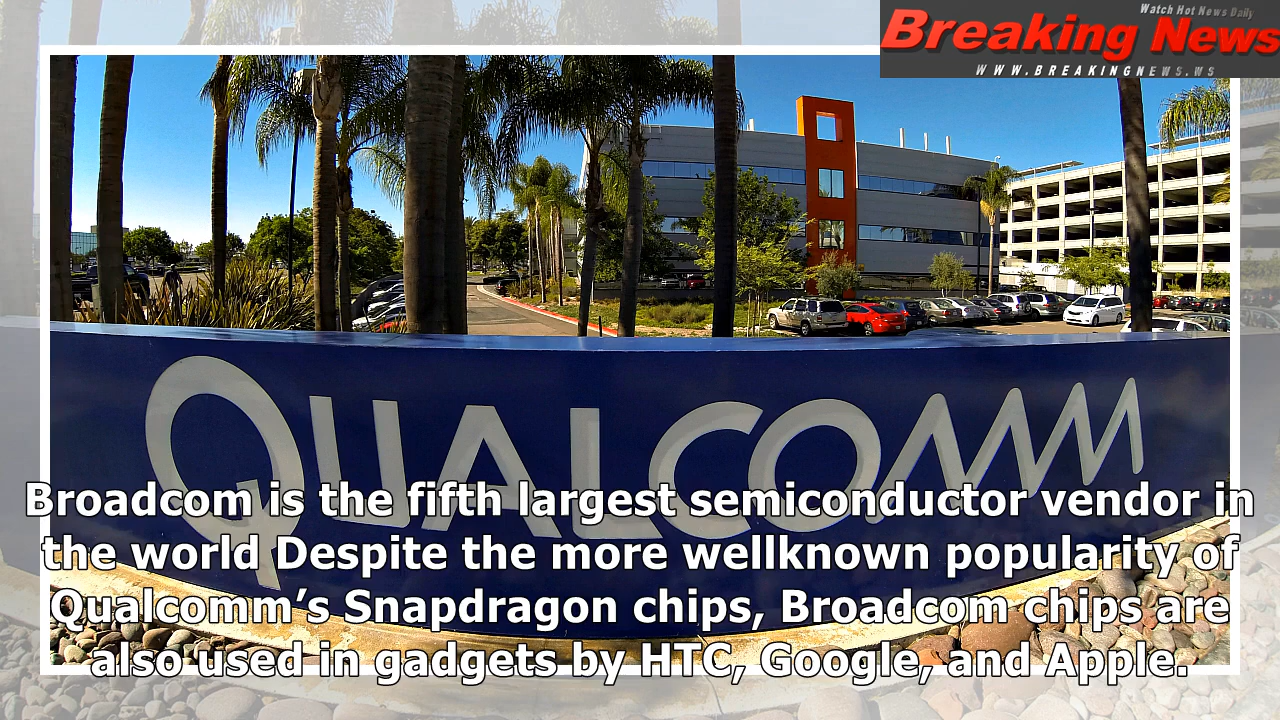 Watch Hot News Daily
Breaking News
WWW.BREAKINGNEWS.WS
QUALCOMM
Broadcom is the fifth largest semiconductor vendor in
the world Despite the more wellknown popularity of
Qualcomm’s Snapdragon chips, Broadcom chips are
also used in gadgets by HTC, Google, and Apple.